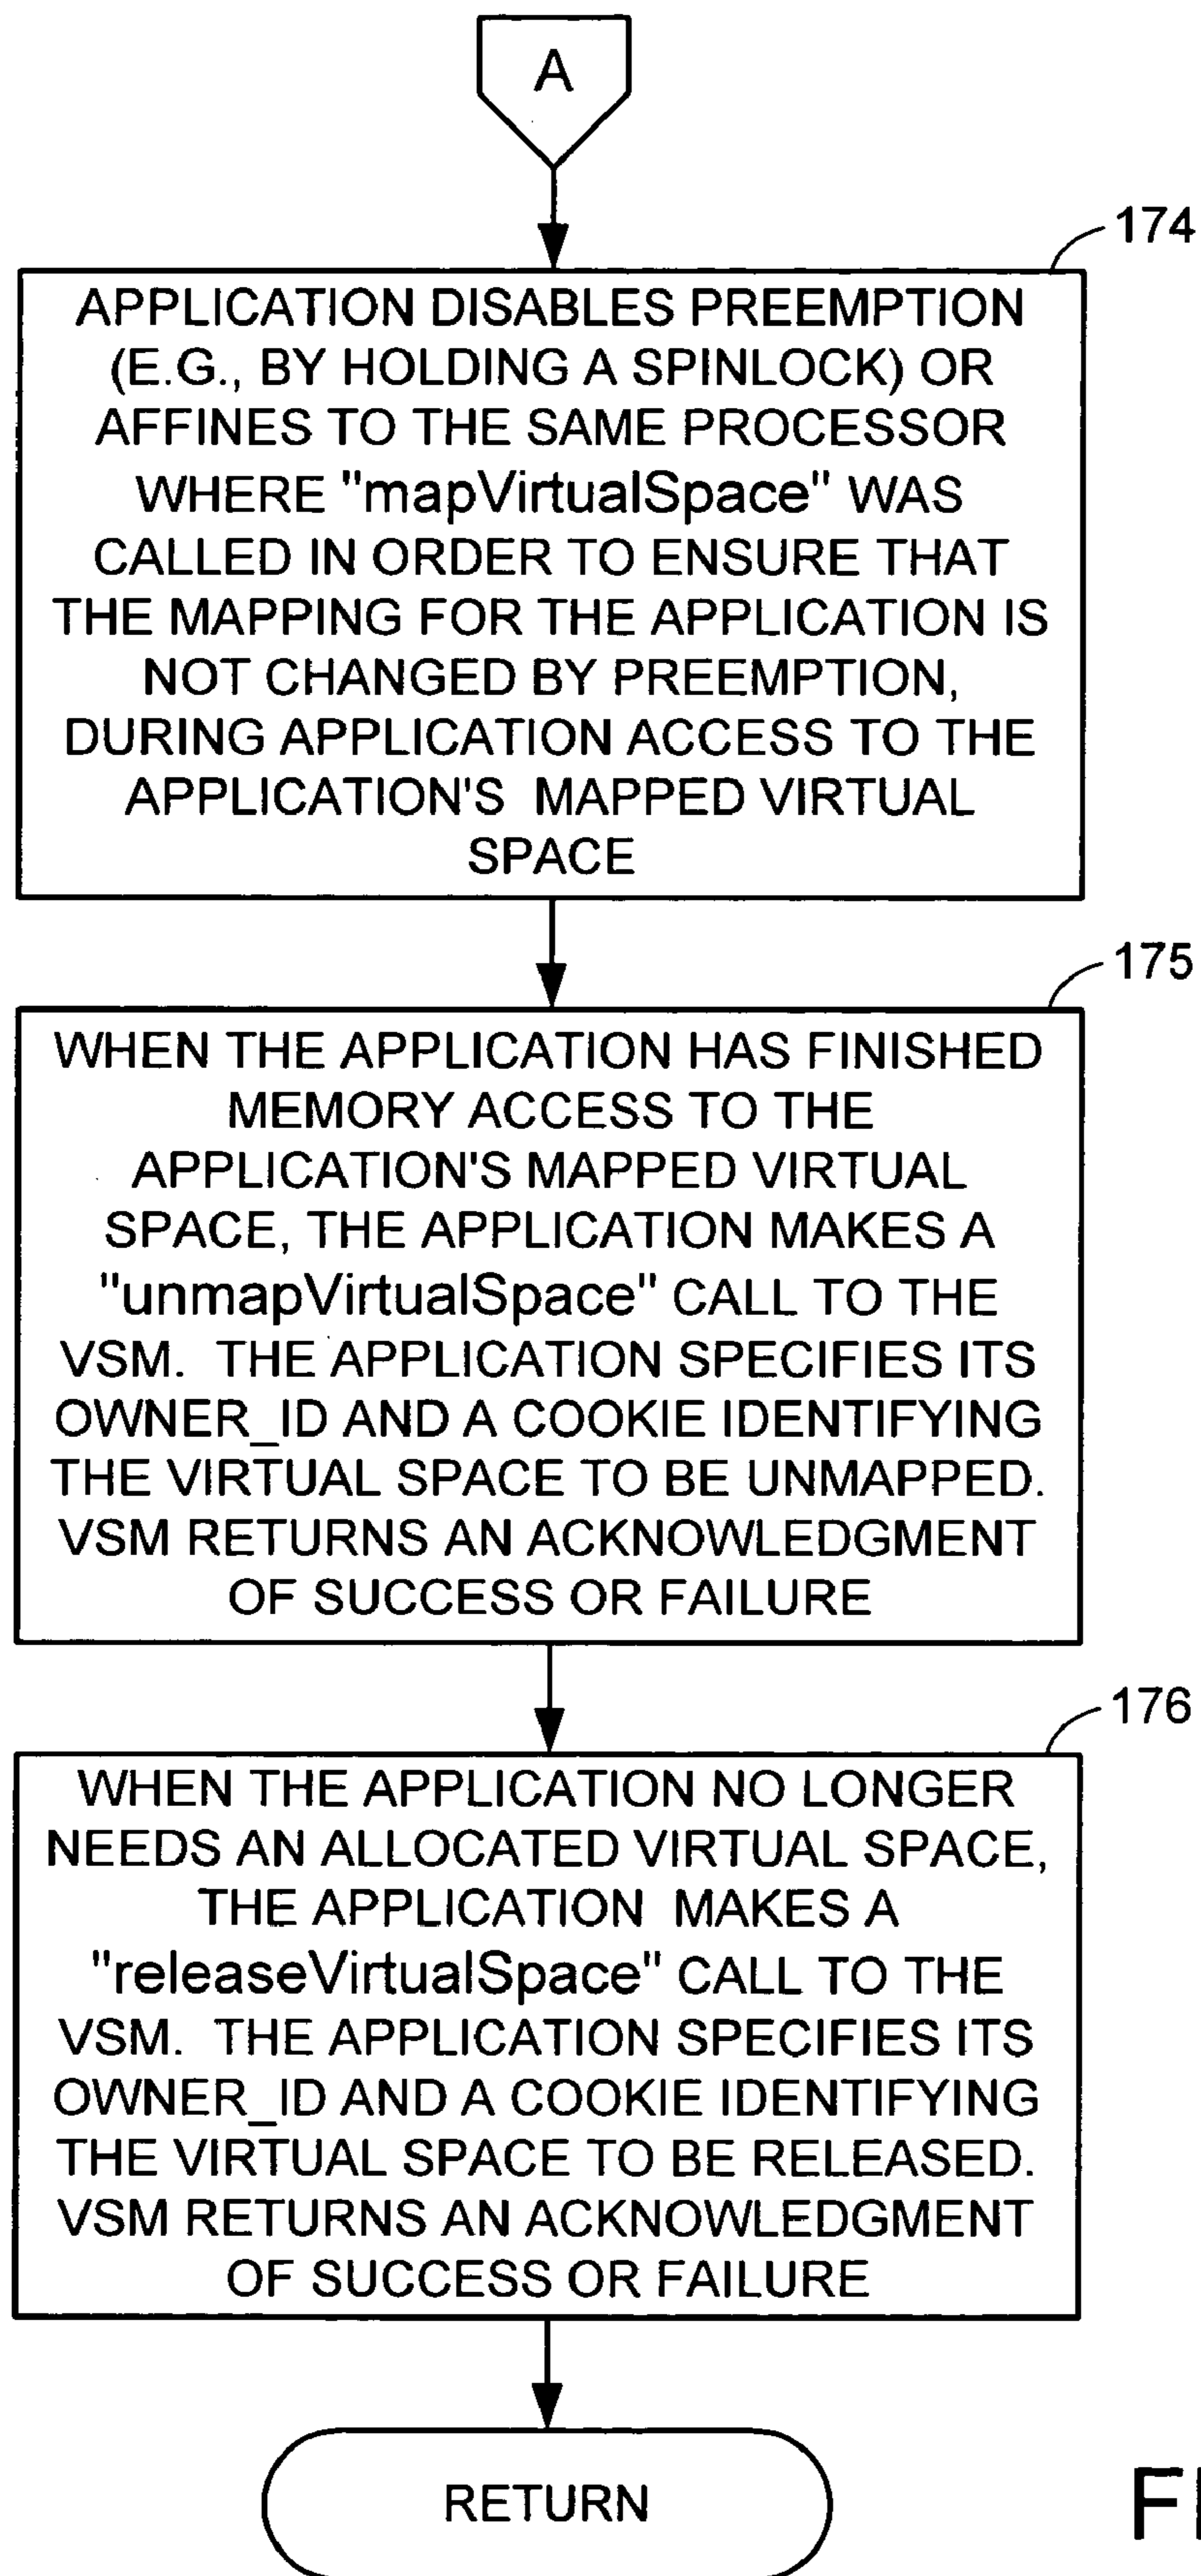 A
174
APPLICATION DISABLES PREEMPTION
(E.G., BY HOLDING A SPINLOCK) OR
AFFINES TO THE SAME PROCESSOR
WHERE "mapVirtualSpace" WAS
CALLED IN ORDER TO ENSURE THAT
THE MAPPING FOR THE APPLICATION IS
NOT CHANGED BY PREEMPTION,
DURING APPLICATION ACCESS TO THE
APPLICATION'S MAPPED VIRTUAL
SPACE
175
WHEN THE APPLICATION HAS FINISHED
MEMORY ACCESS TO THE
APPLICATION'S MAPPED VIRTUAL
SPACE, THE APPLICATION MAKES A
"unmapVirtualSpace" CALL TO THE
VSM. THE APPLICATION SPECIFIES ITS
OWNER_ID AND A COOKIE IDENTIFYING
THE VIRTUAL SPACE TO BE UNMAPPED.
VSM RETURNS AN ACKNOWLEDGMENT
OF SUCCESS OR FAILURE
176
WHEN THE APPLICATION NO LONGER
NEEDS AN ALLOCATED VIRTUAL SPACE,
THE APPLICATION MAKES A
"releaseVirtualSpace" CALL TO THE
VSM. THE APPLICATION SPECIFIES ITS
OWNER_ID AND A COOKIE IDENTIFYING
THE VIRTUAL SPACE TO BE RELEASED.
VSM RETURNS AN ACKNOWLEDGMENT
OF SUCCESS OR FAILURE
RETURN